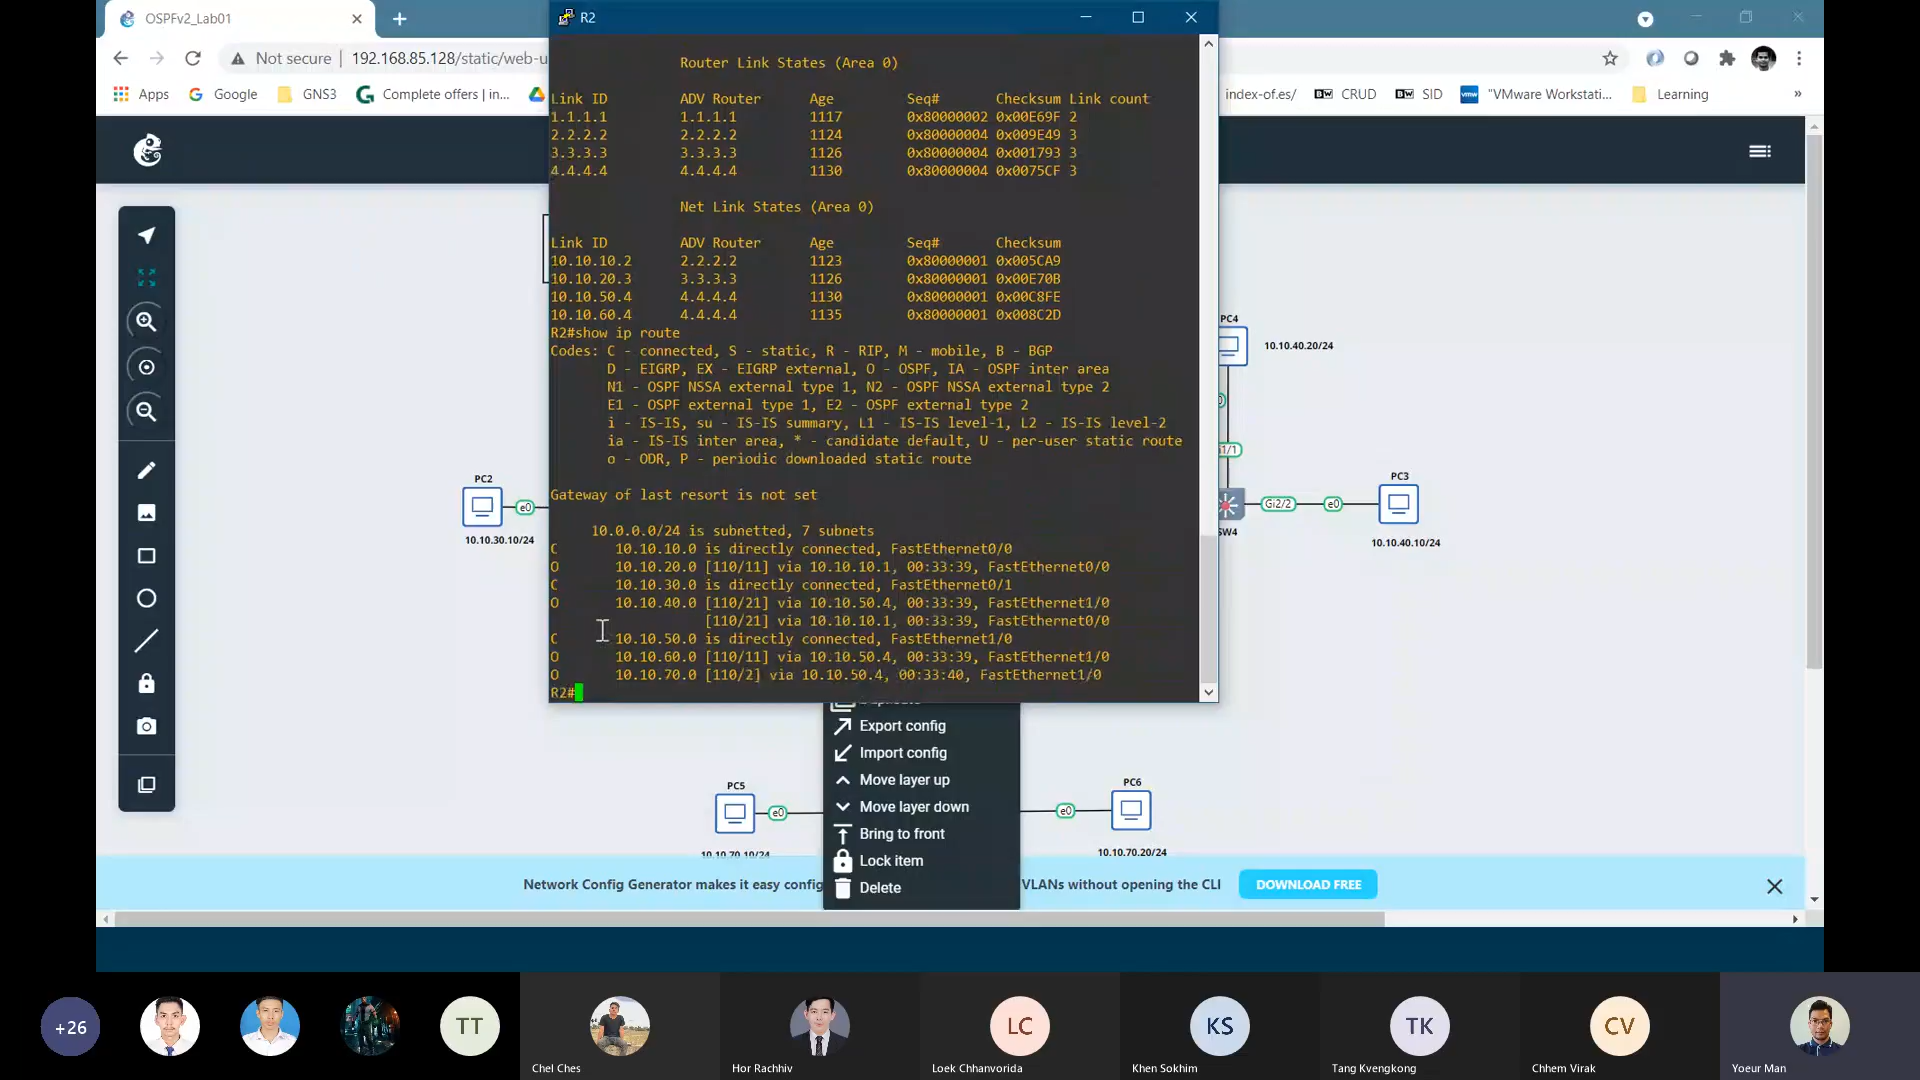 OSPFv2_Lab01
R2
Not secure
192.168.85.128/static/web-u
Apps
Google
GNS3
Complete offers | in...
index-of.es/
CRUD
SID
"VMware Workstati...
Learning
»
Router Link States (Area 0)
Link ID ADV Router Age Seq# Checksum Link count
1.1.1.1 1.1.1.1 1117 0x80000002 0x00E69F 2
2.2.2.2 2.2.2.2 1124 0x80000004 0x009E49 3
3.3.3.3 3.3.3.3 1126 0x80000004 0x001793 3
4.4.4.4 4.4.4.4 1130 0x80000004 0x0075CF 3
Net Link States (Area 0)
Link ID ADV Router Age Seq# Checksum
10.10.10.2 2.2.2.2 1123 0x80000001 0x005CA9
10.10.20.3 3.3.3.3 1126 0x80000001 0x00E70B
10.10.50.4 4.4.4.4 1130 0x80000001 0x00C8FE
10.10.60.4 4.4.4.4 1135 0x80000001 0x008C2D
R2#show ip route
Codes: C - connected, S - static, R - RIP, M - mobile, B - BGP
D - EIGRP, EX - EIGRP external, O - OSPF, IA - OSPF inter area
N1 - OSPF NSSA external type 1, N2 - OSPF NSSA external type 2
E1 - OSPF external type 1, E2 - OSPF external type 2
i - IS-IS, su - IS-IS summary, L1 - IS-IS level-1, L2 - IS-IS level-2
ia - IS-IS inter area, * - candidate default, U - per-user static route
o - ODR, P - periodic downloaded static route
Gateway of last resort is not set
10.0.0.0/24 is subnetted, 7 subnets
C 10.10.10.0 is directly connected, FastEthernet0/0
O 10.10.20.0 [110/11] via 10.10.10.1, 00:33:39, FastEthernet0/0
C 10.10.30.0 is directly connected, FastEthernet0/1
O 10.10.40.0 [110/21] via 10.10.50.4, 00:33:39, FastEthernet1/0
[110/21] via 10.10.10.1, 00:33:39, FastEthernet0/0
C 10.10.50.0 is directly connected, FastEthernet1/0
O 10.10.60.0 [110/11] via 10.10.50.4, 00:33:39, FastEthernet1/0
O 10.10.70.0 [110/2] via 10.10.50.4, 00:33:40, FastEthernet1/0
R2#
PC4
10.10.40.20/24
PC2
e0
10.10.30.10/24
PC3
Gi2/2
e0
10.10.40.10/24
Export config
Import config
Move layer up
Move layer down
Bring to front
Lock item
Delete
PC5
e0
10.10.70.10/24
PC6
e0
10.10.70.20/24
Network Config Generator makes it easy config
VLANs without opening the CLI
DOWNLOAD FREE
+26
TT
LC
KS
TK
CV
Chel Ches
Hor Rachhiv
Loek Chhanvorida
Khen Sokhim
Tang Kvengkong
Chhem Virak
Yoeur Man